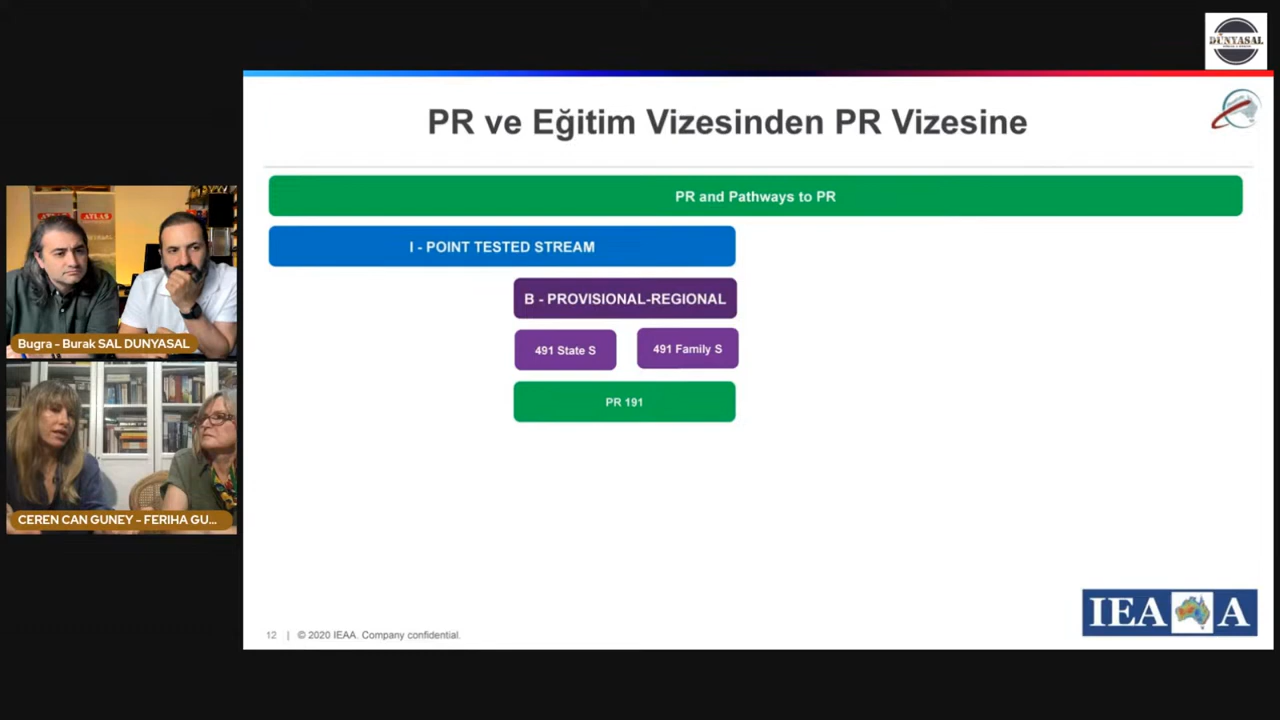 DÜNYASAL
PR ve Eğitim Vizesinden PR Vizesine
PR and Pathways to PR
I - POINT TESTED STREAM
B - PROVISIONAL-REGIONAL
491 State S
491 Family S
PR 191
ATLAS
Bugra - Burak SAL DUNYASAL
CEREN CAN GUNEY - FERIHA GU...
12 | © 2020 IEAA. Company confidential.
IEAA